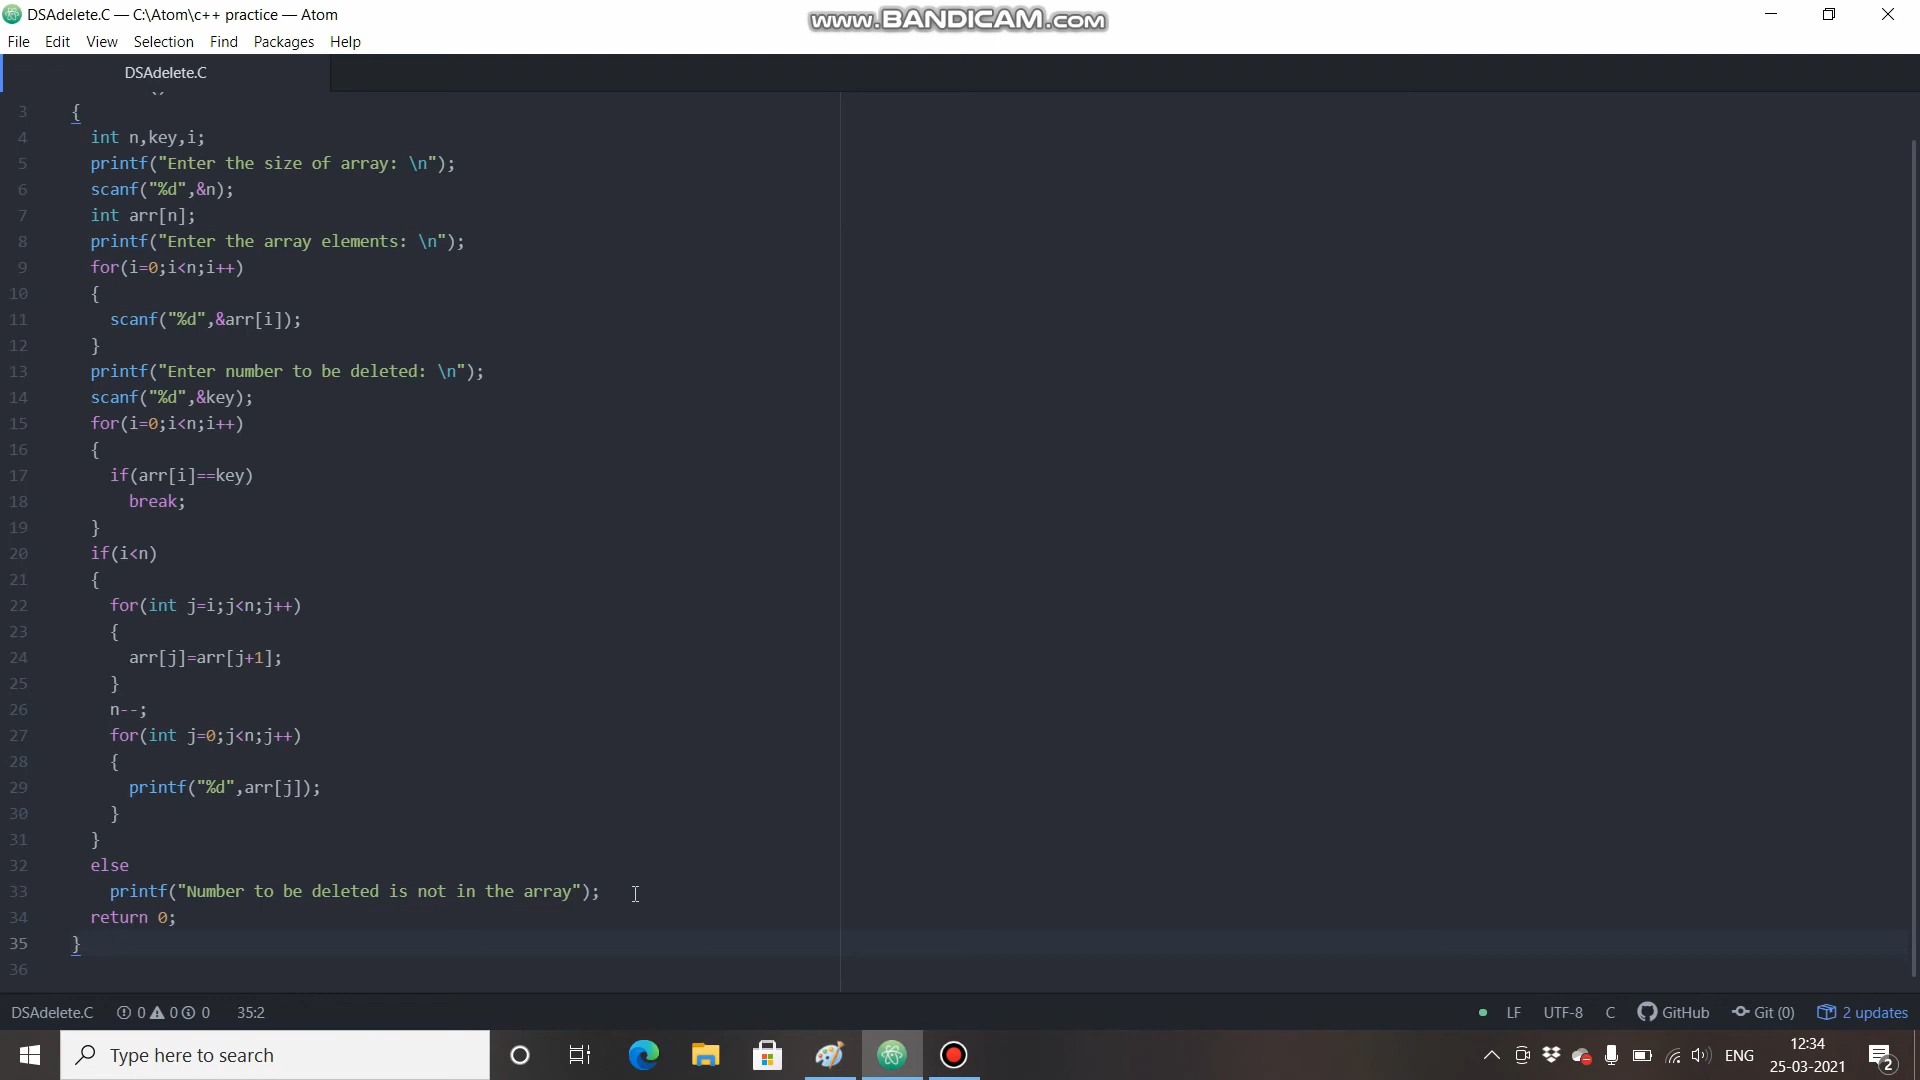 DSAdelete.C — C:\Atom\c++ practice — Atom
www.BANDICAM.com
File Edit View Selection Find Packages Help
DSAdelete.C
3 {
4 int n,key,i;
5 printf("Enter the size of array: \n");
6 scanf("%d",&n);
7 int arr[n];
8 printf("Enter the array elements: \n");
9 for(i=0;i<n;i++)
10 {
11 scanf("%d",&arr[i]);
12 }
13 printf("Enter number to be deleted: \n");
14 scanf("%d",&key);
15 for(i=0;i<n;i++)
16 {
17 if(arr[i]==key)
18 break;
19 }
20 if(i<n)
21 {
22 for(int j=i;j<n;j++)
23 {
24 arr[j]=arr[j+1];
25 }
26 n--;
27 for(int j=0;j<n;j++)
28 {
29 printf("%d",arr[j]);
30 }
31 }
32 else
33 printf("Number to be deleted is not in the array");
34 return 0;
35 }
36
DSAdelete.C 0 0 0 35:2 LF UTF-8 C GitHub Git (0) 2 updates
Type here to search
ENG
12:34
25-03-2021
2